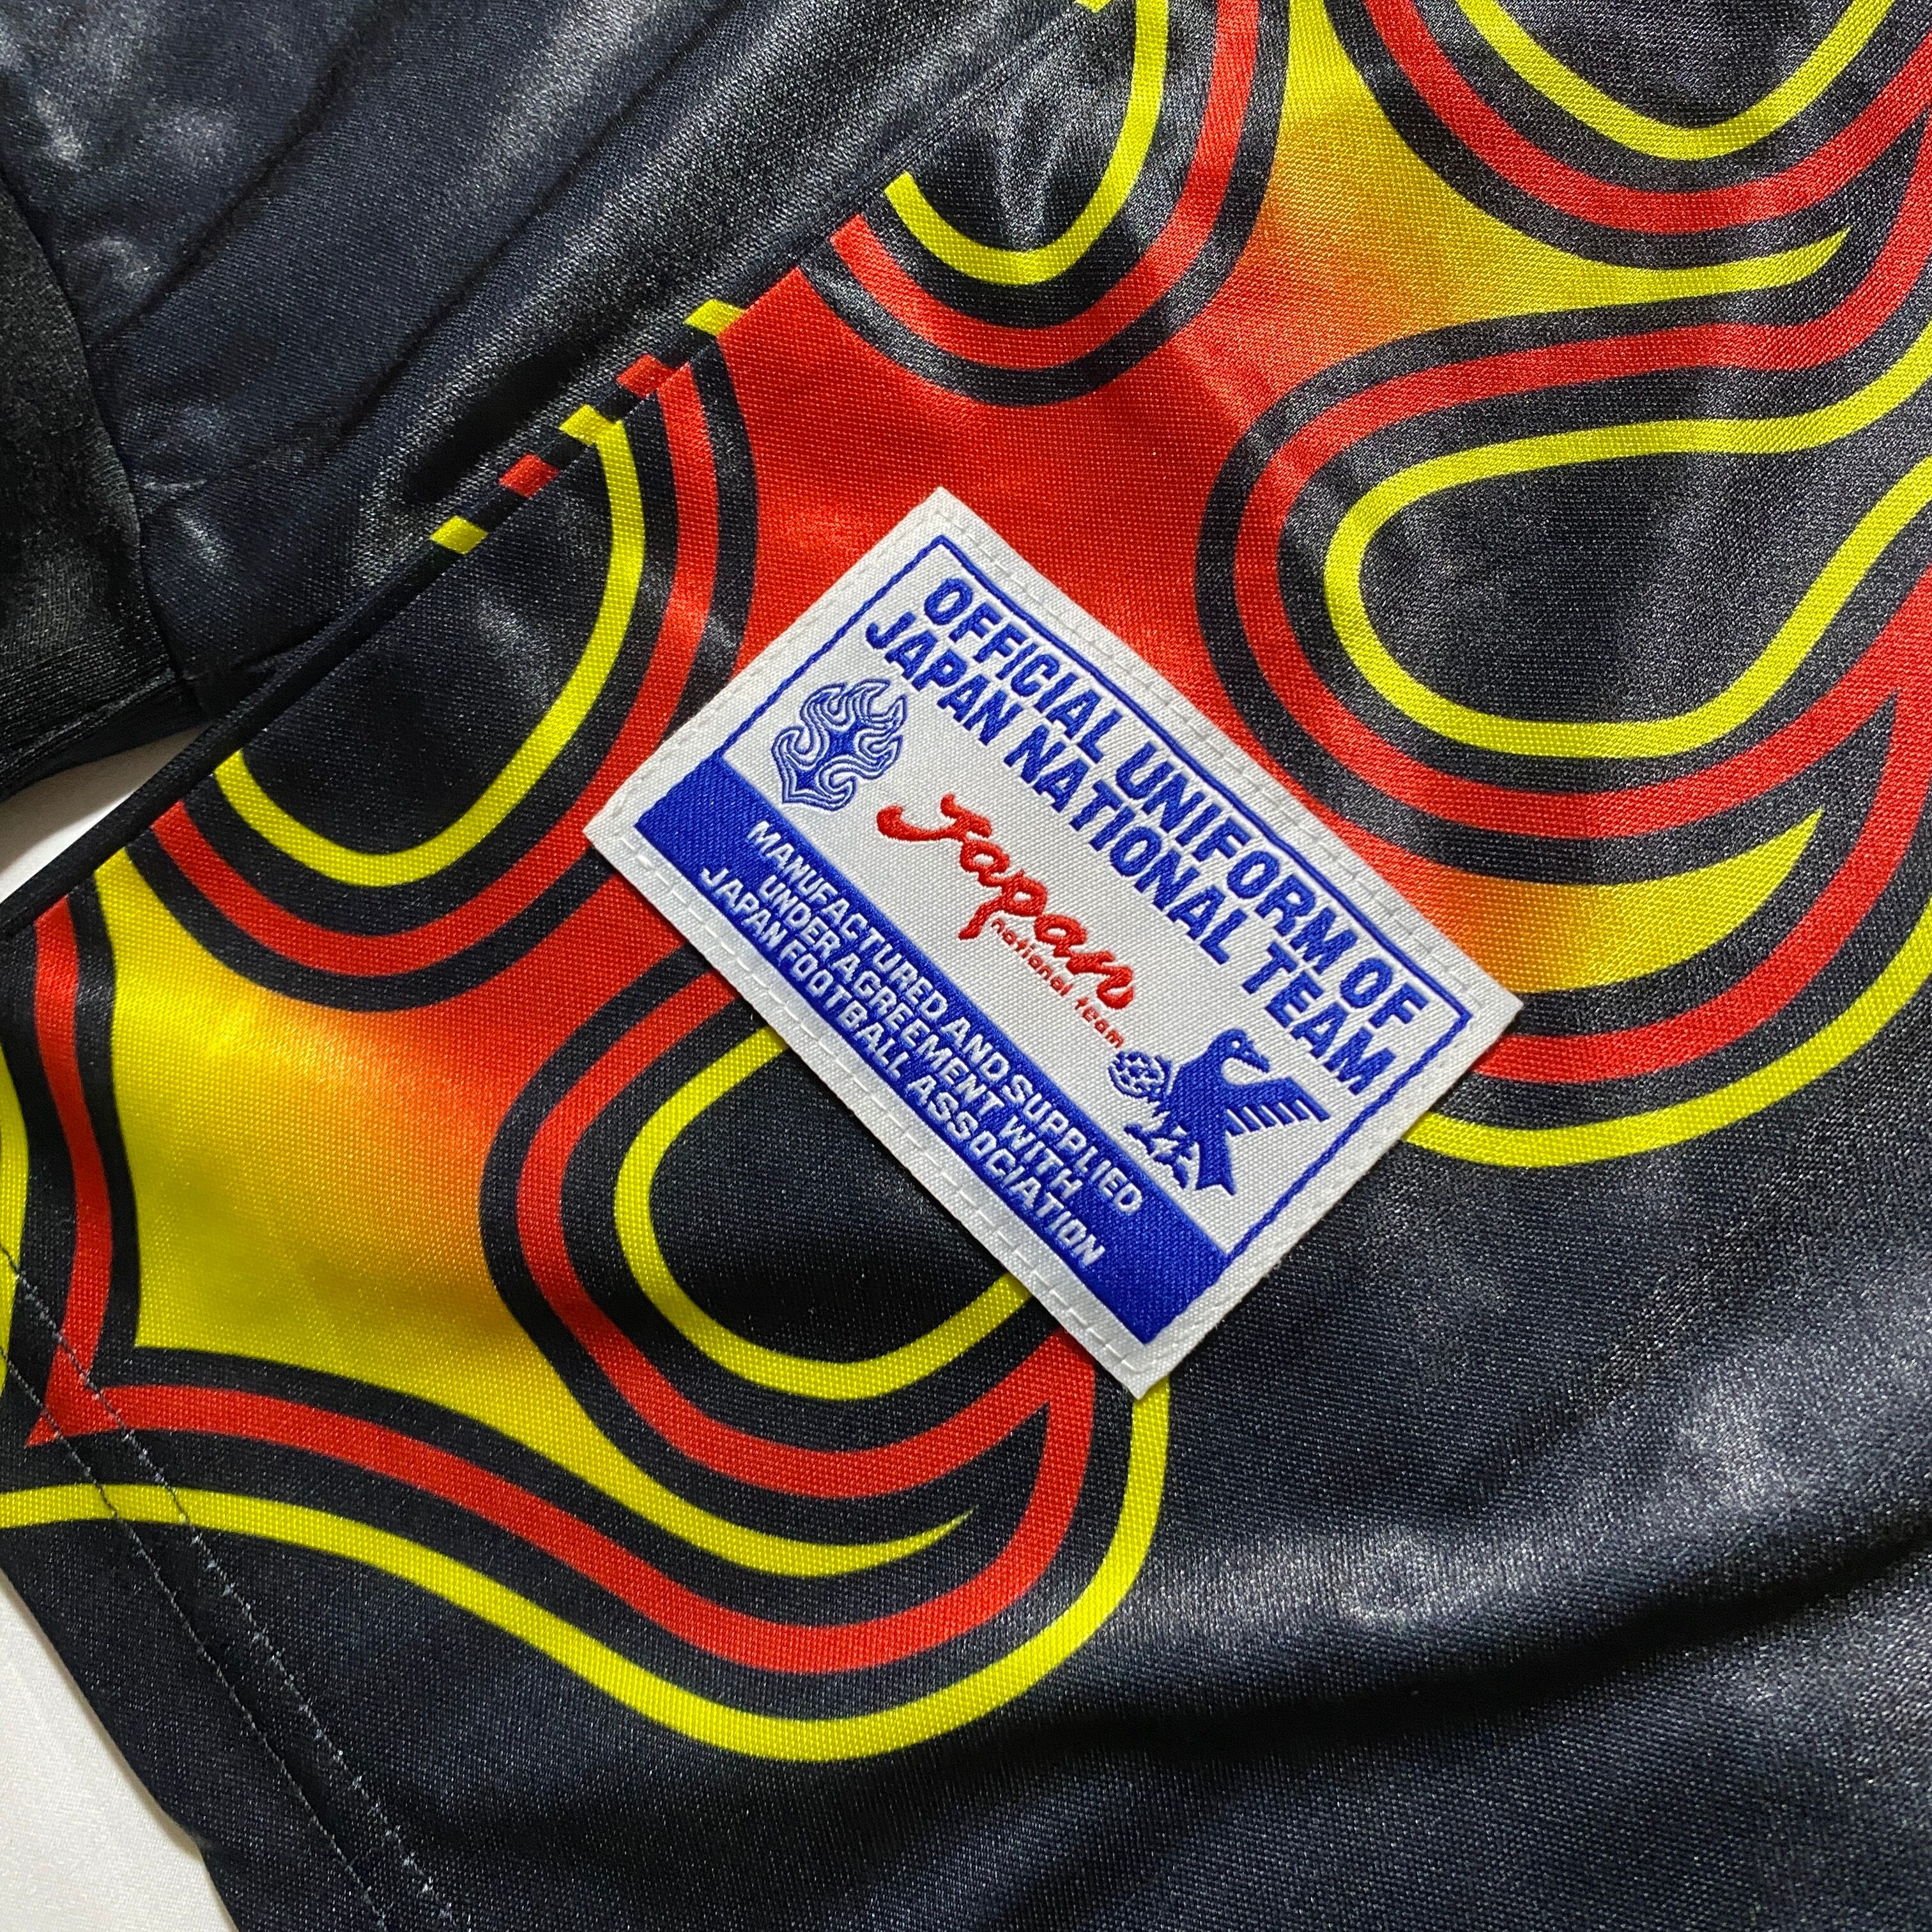 OFFICIAL UNIFORM OF
JAPAN NATIONAL TEAM
Japan
national team
MANUFACTURED AND SUPPLIED
UNDER AGREEMENT WITH
JAPAN FOOTBALL ASSOCIATION